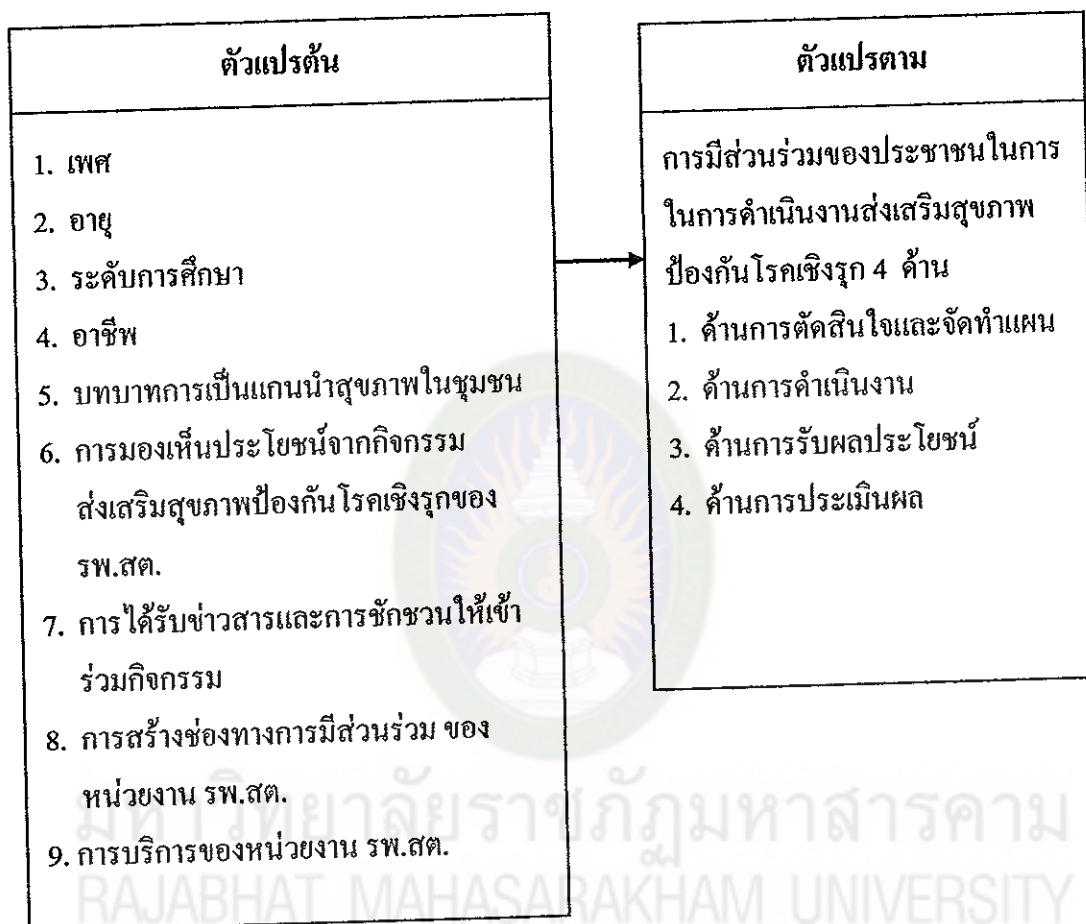 ตัวแปรต้น
1. เพศ
2. อายุ
3. ระดับการศึกษา
4. อาชีพ
5. บทบาทการเป็นแกนนำสุขภาพในชุมชน
6. การมองเห็นประโยชน์จากกิจกรรม
ส่งเสริมสุขภาพป้องกันโรคเชิงรุกของ
รพ.สต.
7. การได้รับข่าวสารและการชักชวนให้เข้า
ร่วมกิจกรรม
8. การสร้างช่องทางการมีส่วนร่วม ของ
หน่วยงาน รพ.สต.
9. การบริการของหน่วยงาน รพ.สต.
ตัวแปรตาม
การมีส่วนร่วมของประชาชนในการ
ในการดำเนินงานส่งเสริมสุขภาพ
ป้องกันโรคเชิงรุก 4 ด้าน
1. ด้านการตัดสินใจและจัดทำแผน
2. ด้านการดำเนินงาน
3. ด้านการรับผลประโยชน์
4. ด้านการประเมินผล
มหาวิทยาลัยราชภัฏมหาสารคาม
RAJABHAT MAHASARAKHAM UNIVERSITY